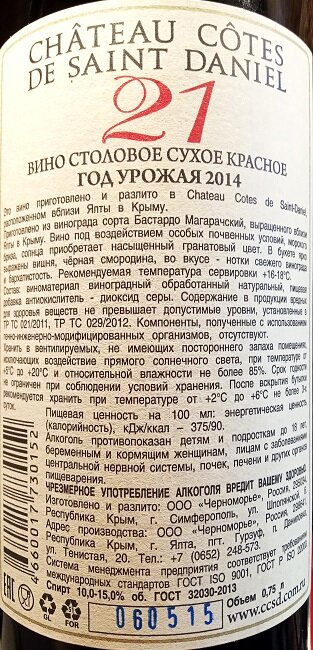 CHÂTEAU CÔTES
DE SAINT DANIEL
21
ВИНО СТОЛОВОЕ СУХОЕ КРАСНОЕ
ГОД УРОЖАЯ 2014
Это вино приготовлено и разлито в Chateau Cotes de Saint-Daniel,
расположенном вблизи Ялты в Крыму.
Приготовлено из винограда сорта Бастардо Магарачский, выращенного вблизи
Ялты в Крыму. Вино под воздействием особых почвенных условий, морского
бриза, солнца приобретает насыщенный гранатовый цвет. В букете ярко
выражены вишня, чёрная смородина, во вкусе - нотки свежего винограда
и бархатистость. Рекомендуемая температура сервировки +16-18°С.
Состав: виноматериал виноградный обработанный натуральный, пищевая
добавка антиокислитель - диоксид серы. Содержание в продукции вредных
для здоровья веществ не превышает допустимые уровни, установленные в
ТР ТС 021/2011, ТР ТС 029/2012. Компоненты, полученные с использованием
генно-инженерно-модифицированных организмов, отсутствуют.
Хранить в вентилируемых, не имеющих постороннего запаха помещениях,
исключающих воздействие прямого солнечного света, при температуре от
+5°С до +20°С и относительной влажности не более 85%. Срок годности
не ограничен при соблюдении условий хранения. После вскрытия бутылки
рекомендуется хранить при температуре от +2°С до +6°С не более 3-х
суток.
Пищевая ценность на 100 мл: энергетическая ценность
(калорийность), кДж/ккал – 375/90.
Алкоголь противопоказан детям и подросткам до 18 лет,
беременным и кормящим женщинам, лицам с заболеваниями
центральной нервной системы, почек, печени и других органов
пищеварения.
ЧРЕЗМЕРНОЕ УПОТРЕБЛЕНИЕ АЛКОГОЛЯ ВРЕДИТ ВАШЕМУ ЗДОРОВЬЮ
Изготовлено и разлито: ООО «Черноморье», Россия,
Республика Крым, г. Симферополь, ул. Шполянской,
Адрес производства: ООО «Черноморье», Россия,
Республика Крым, г. Ялта, пгт. Гурзуф, п. Даниловка,
ул. Тенистая, 20. Тел.: +7 (0652) 248-573.
Система менеджмента предприятия соответствует требованиям
международных стандартов ГОСТ ISO 9001, ГОСТ Р ИСО
Спирт 10,0-15,0% об. ГОСТ 32030-2013
4660011730152
EAC
GL
FOR
060515
Объем 0,75 л
www.ccsd.com.ru